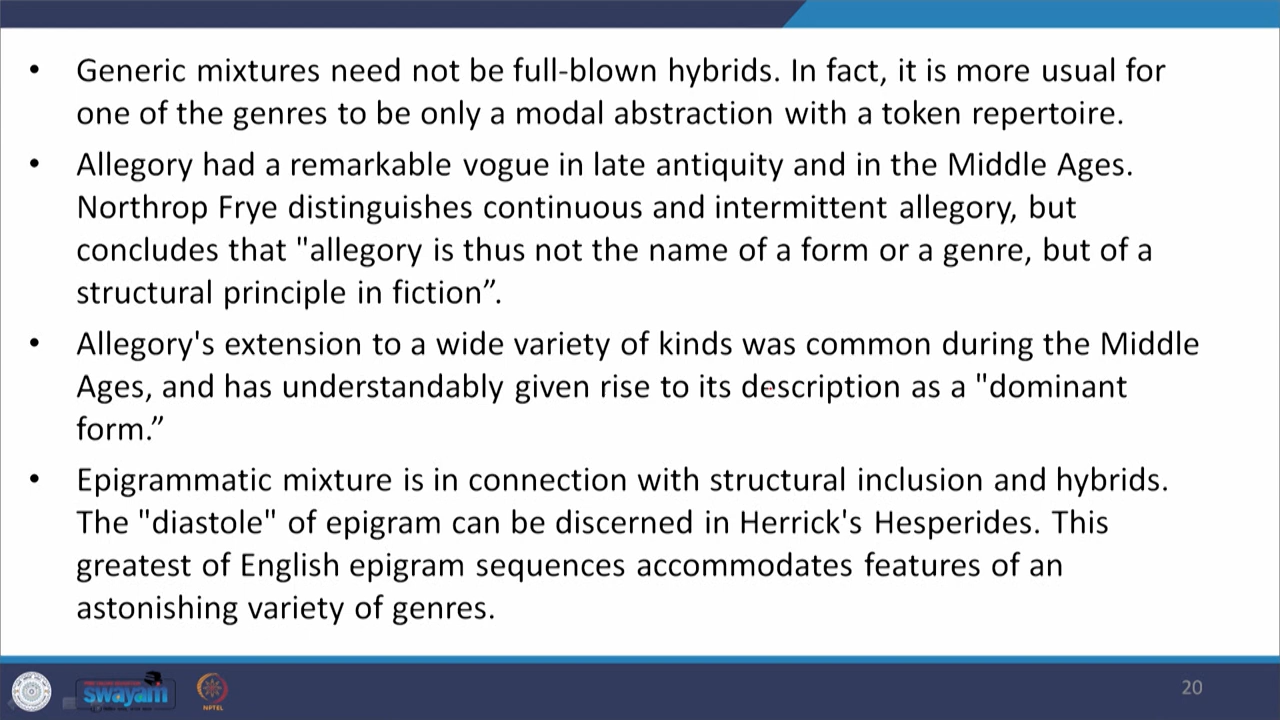 • Generic mixtures need not be full-blown hybrids. In fact, it is more usual for
one of the genres to be only a modal abstraction with a token repertoire.
• Allegory had a remarkable vogue in late antiquity and in the Middle Ages.
Northrop Frye distinguishes continuous and intermittent allegory, but
concludes that "allegory is thus not the name of a form or a genre, but of a
structural principle in fiction”.
• Allegory's extension to a wide variety of kinds was common during the Middle
Ages, and has understandably given rise to its description as a "dominant
form.”
• Epigrammatic mixture is in connection with structural inclusion and hybrids.
The "diastole" of epigram can be discerned in Herrick's Hesperides. This
greatest of English epigram sequences accommodates features of an
astonishing variety of genres.
swayam
NPTEL
20